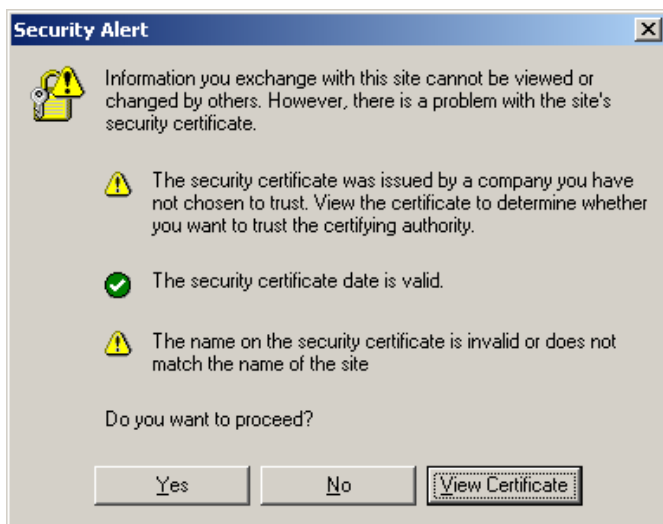 Security Alert
Information you exchange with this site cannot be viewed or
changed by others. However, there is a problem with the site's
security certificate.
The security certificate was issued by a company you have
not chosen to trust. View the certificate to determine whether
you want to trust the certifying authority.
The security certificate date is valid.
The name on the security certificate is invalid or does not
match the name of the site
Do you want to proceed?
Yes No View Certificate